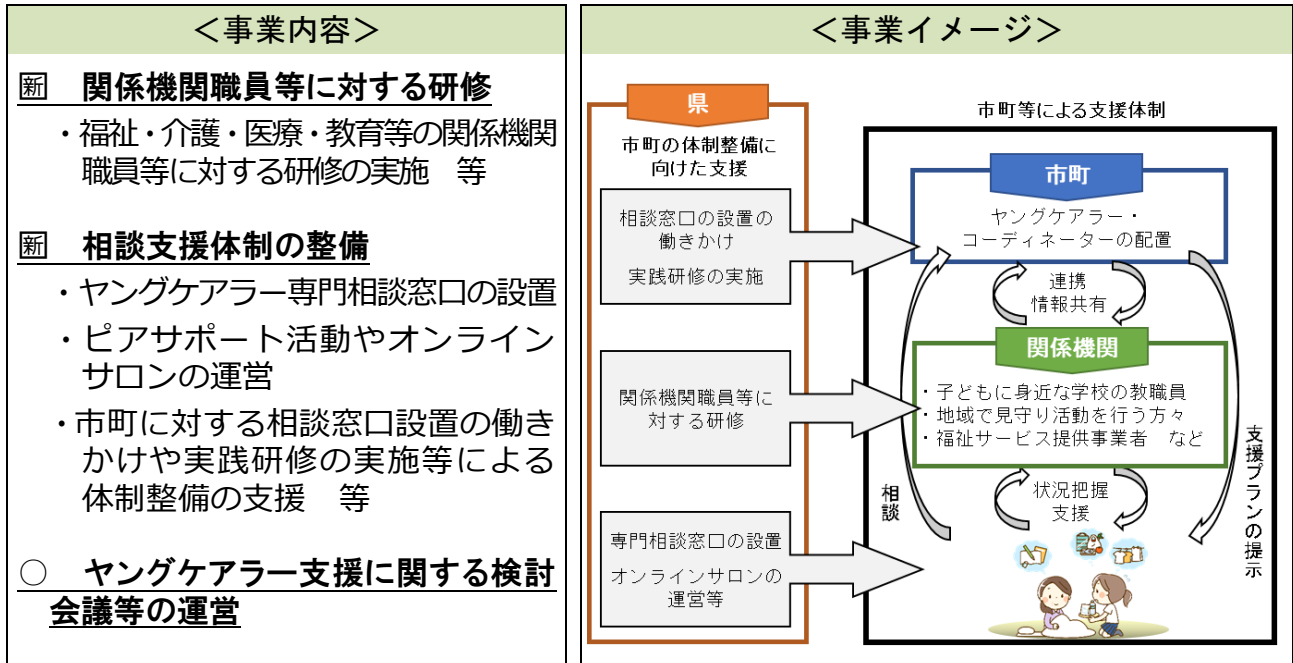 ＜事業内容＞
新　関係機関職員等に対する研修
・福祉・介護・医療・教育等の関係機関
職員等に対する研修の実施　等
新　相談支援体制の整備
・ヤングケアラー専門相談窓口の設置
・ピアサポート活動やオンライン
サロンの運営
・市町に対する相談窓口設置の働き
かけや実践研修の実施等による
体制整備の支援　等
○　ヤングケアラー支援に関する検討
会議等の運営
＜事業イメージ＞
県
市町の体制整備に
向けた支援
相談窓口の設置の
働きかけ
実践研修の実施
関係機関職員等に
対する研修
専門相談窓口の設置
オンラインサロンの
運営等
市町等による支援体制
市町
ヤングケアラー・
コーディネーターの配置
連携
情報共有
関係機関
・子どもに身近な学校の教職員
・地域で見守り活動を行う方々
・福祉サービス提供事業者　など
状況把握
支援
相談
支援プランの提示